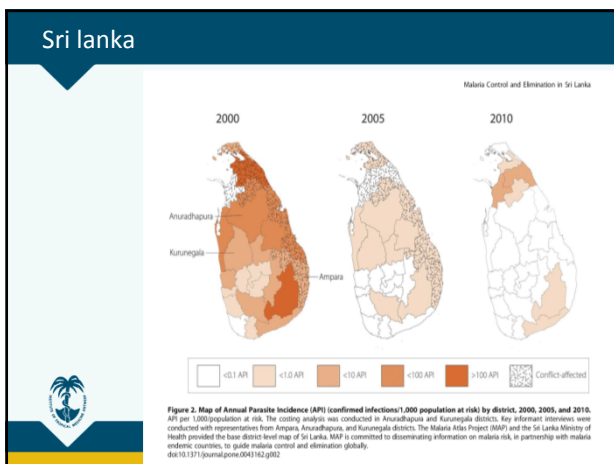 Sri lanka
Malaria Control and Elimination in Sri Lanka
2000
2005
2010
Anuradhapura
Kurunegala
Ampara
<0.1 API
<1.0 API
<10 API
<100 API
>100 API
Conflict-affected
Figure 2. Map of Annual Parasite Incidence (API) (confirmed infections/1,000 population at risk) by district, 2000, 2005, and 2010.
API per 1,000/population at risk. The costing analysis was conducted in Anuradhapura and Kurunegala districts. Key informant interviews were
conducted with representatives from Ampara, Anuradhapura, and Kurunegala districts. The Malaria Atlas Project (MAP) and the Sri Lanka Ministry of
Health provided the base district-level map of Sri Lanka. MAP is committed to disseminating information on malaria risk, in partnership with malaria
endemic countries, to guide malaria control and elimination globally.
doi:10.1371/journal.pone.0043162.g002